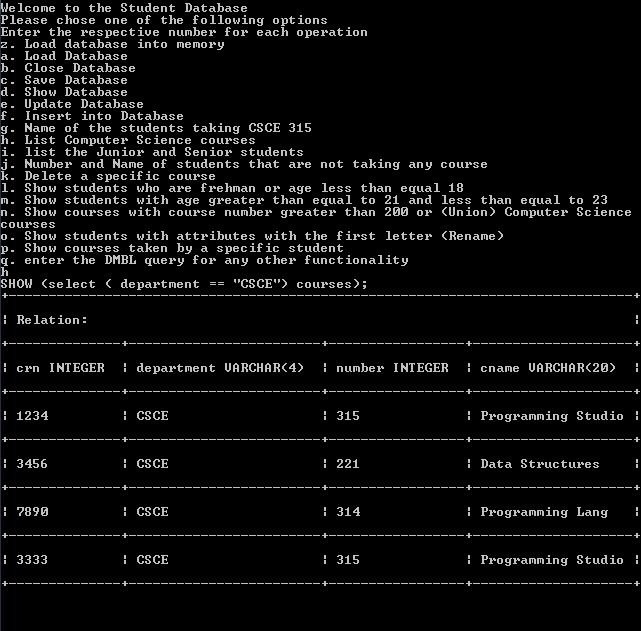 Welcome to the Student Database
Please chose one of the following options
Enter the respective number for each operation
z. Load database into memory
a. Load Database
b. Close Database
c. Save Database
d. Show Database
e. Update Database
f. Insert into Database
g. Name of the students taking CSCE 315
h. List Computer Science courses
i. list the Junior and Senior students
j. Number and Name of students that are not taking any course
k. Delete a specific course
l. Show students who are frehman or age less than equal 18
m. Show students with age greater than equal to 21 and less than equal to 23
n. Show courses with course number greater than 200 or (Union) Computer Science
courses
o. Show students with attributes with the first letter (Rename)
p. Show courses taken by a specific student
q. enter the DMBL query for any other functionality
h
SHOW (select ( department == "CSCE") courses);
| Relation: |
| crn INTEGER | department VARCHAR(4) | number INTEGER | cname VARCHAR(20) |
| 1234 | CSCE | 315 | Programming Studio |
| 3456 | CSCE | 221 | Data Structures |
| 7890 | CSCE | 314 | Programming Lang |
| 3333 | CSCE | 315 | Programming Studio |